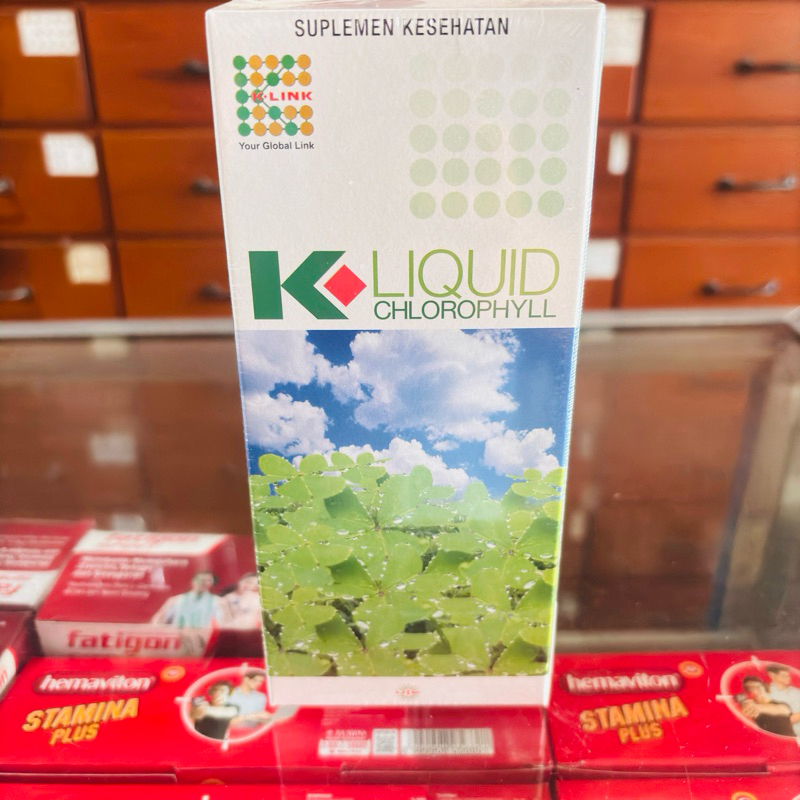 SUPLEMEN KESEHATAN
K-LINK
Your Global Link
K LIQUID
CHLOROPHYLL
fatigon
hemaviton
STAMINA
PLUS
hemaviton
STAMINA
PLUS